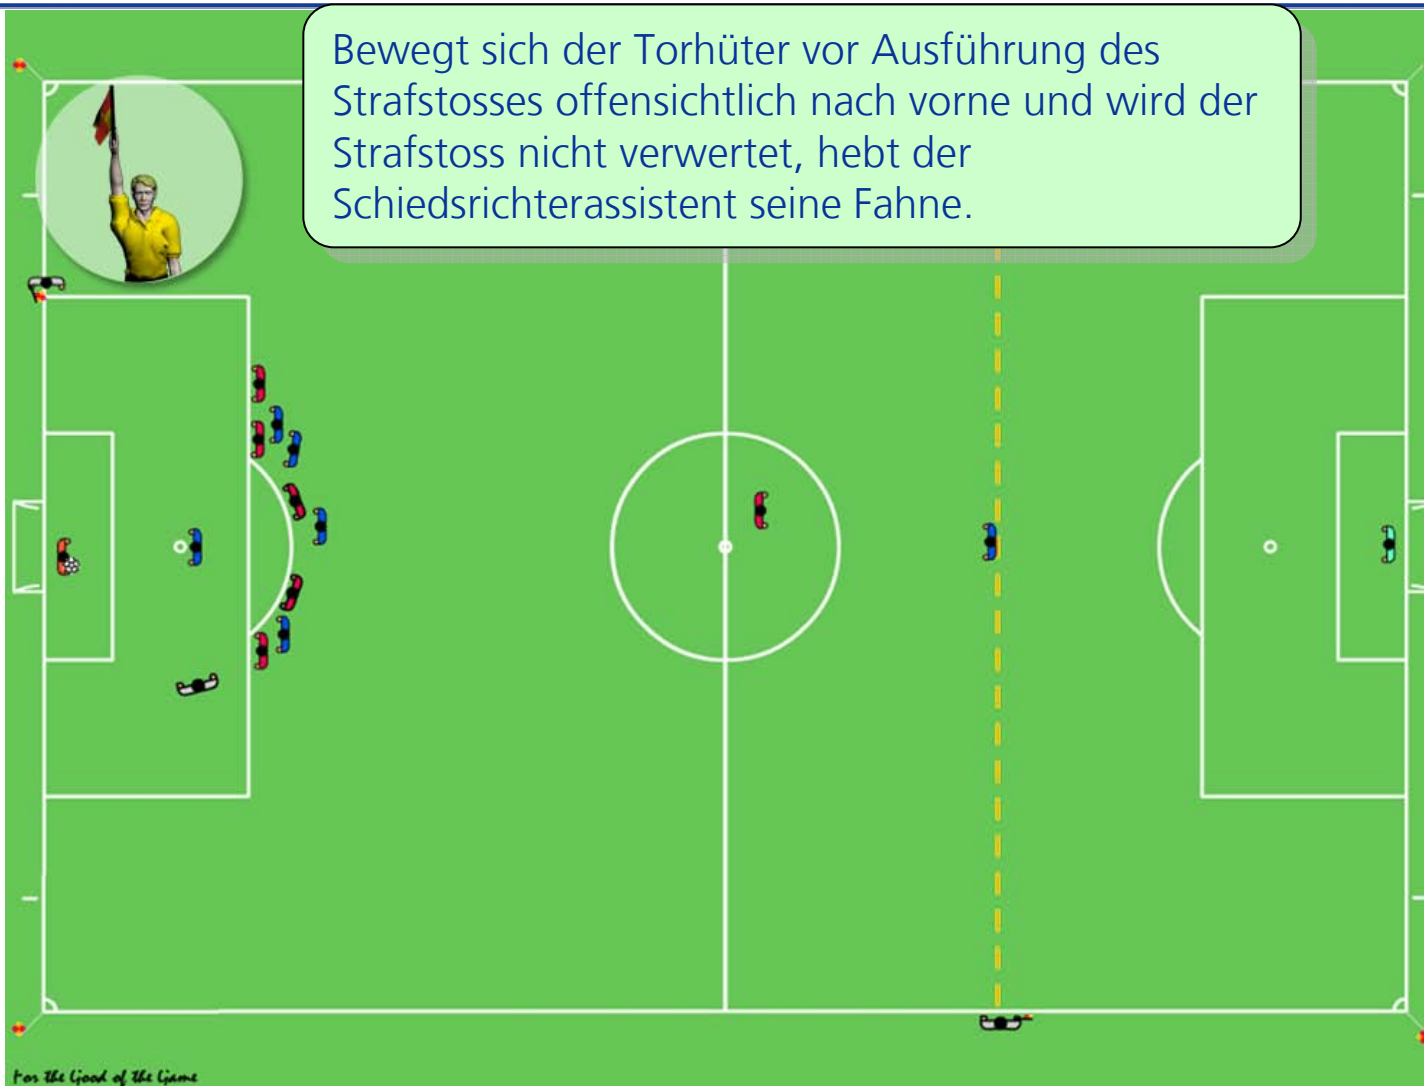 Bewegt sich der Torhüter vor Ausführung des
Strafstosses offensichtlich nach vorne und wird der
Strafstoss nicht verwertet, hebt der
Schiedsrichterassistent seine Fahne.
For the Good of the Game